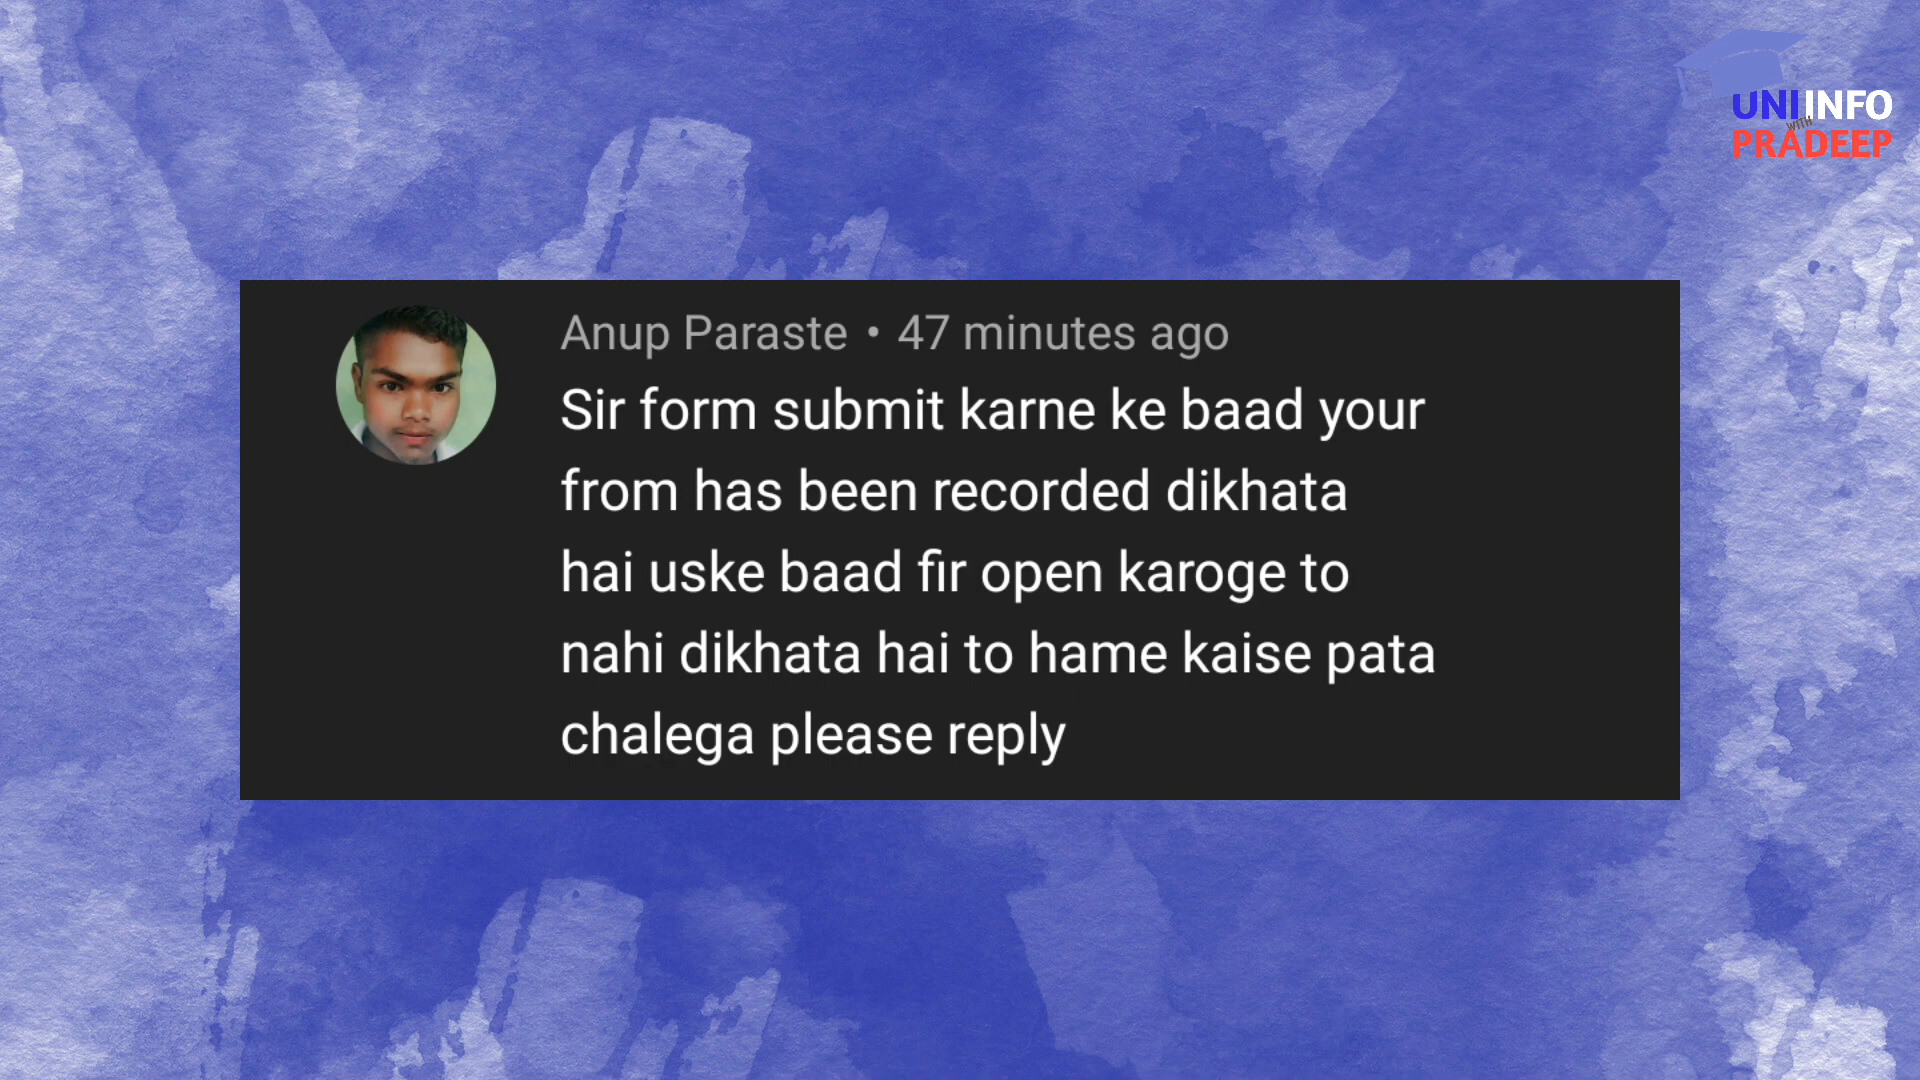 UNI INFO
WITH
PRADEEP
Anup Paraste • 47 minutes ago
Sir form submit karne ke baad your
from has been recorded dikhata
hai uske baad fir open karoge to
nahi dikhata hai to hame kaise pata
chalega please reply